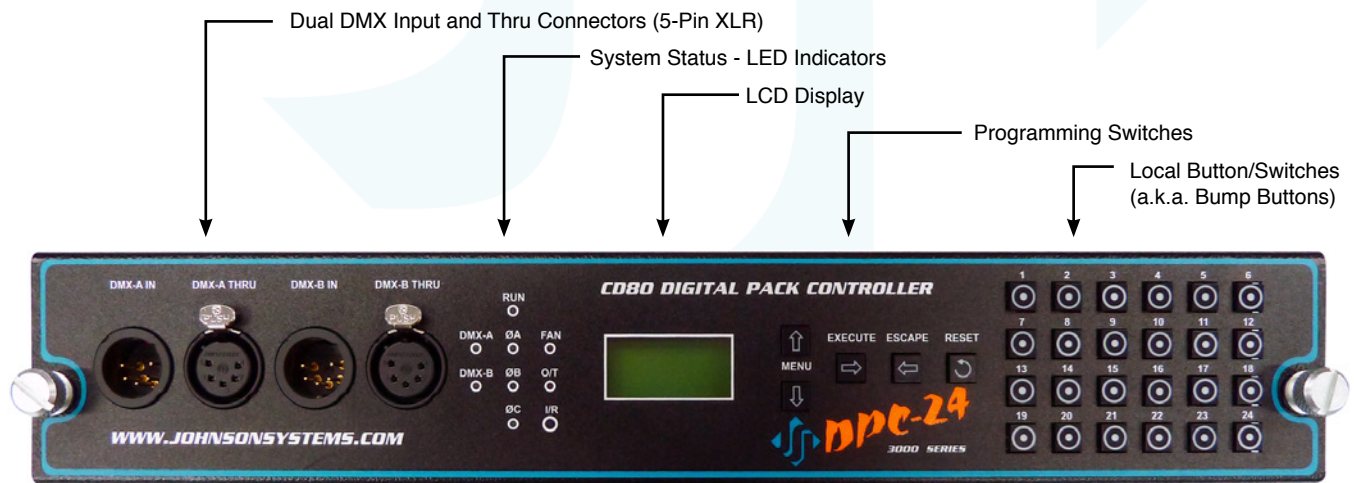 Dual DMX Input and Thru Connectors (5-Pin XLR)
System Status - LED Indicators
LCD Display
Programming Switches
Local Button/Switches
(a.k.a. Bump Buttons)
DMX-A IN
DMX-A THRU
DMX-B IN
DMX-B THRU
PUSH
PUSH
RUN
DMX-A ØA FAN
DMX-B ØB O/T
ØC I/R
WWW.JOHNSONSYSTEMS.COM
CD80 DIGITAL PACK CONTROLLER
MENU
EXECUTE ESCAPE RESET
DPC-24
3000 SERIES
1 2 3 4 5 6
7 8 9 10 11 12
13 14 15 16 17 18
19 20 21 22 23 24